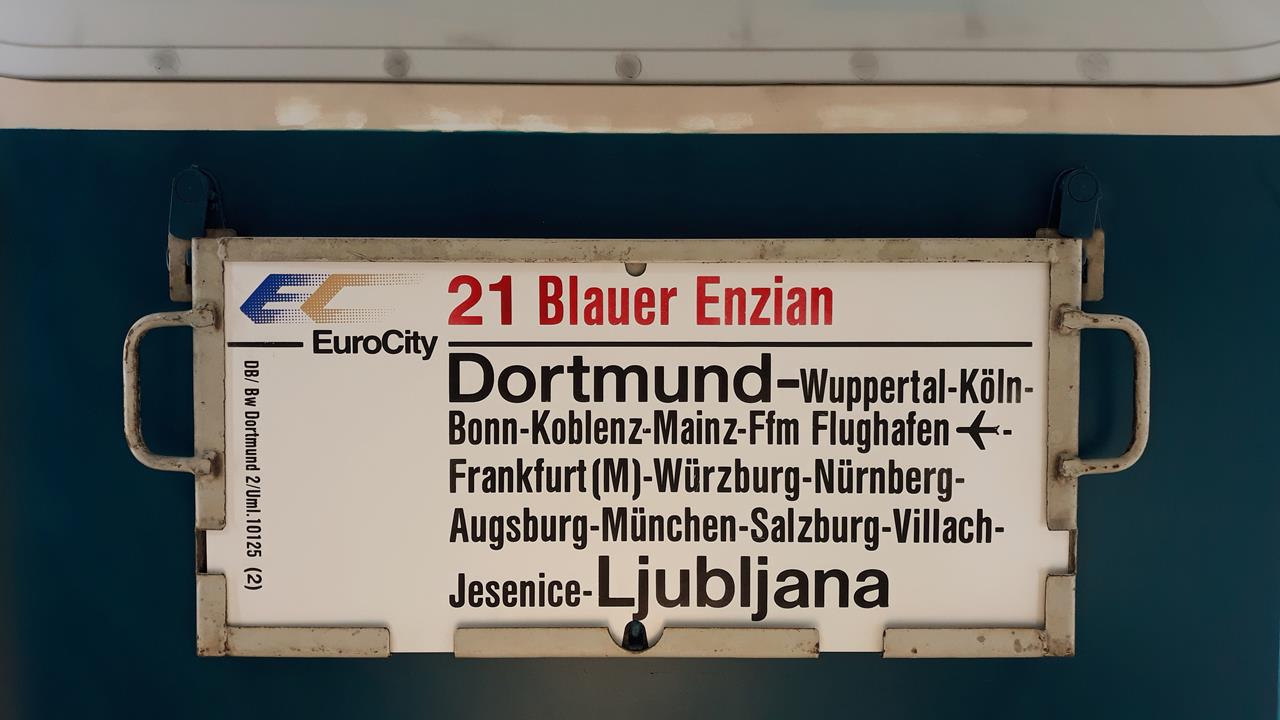 EC
EuroCity
21 Blauer Enzian
Dortmund-Wuppertal-Köln-
Bonn-Koblenz-Mainz-Ffm Flughafen ✈-
Frankfurt(M)-Würzburg-Nürnberg-
Augsburg-München-Salzburg-Villach-
Jesenice-Ljubljana
DB/ Bw Dortmund 2/Uml.10125 (2)